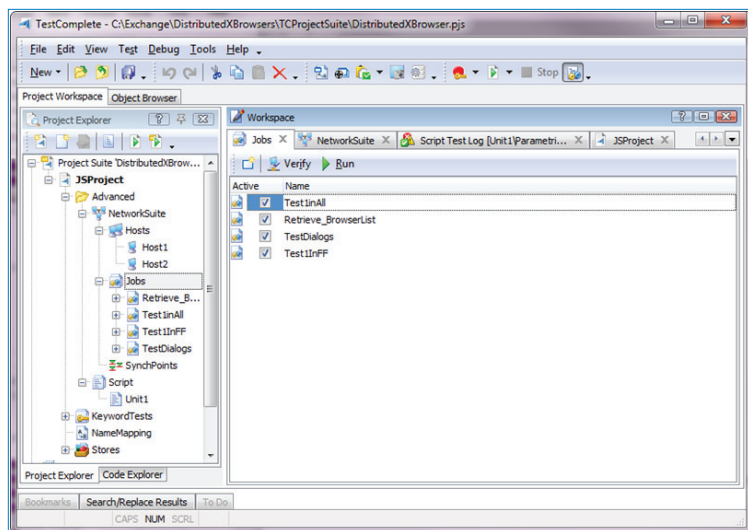 TestComplete - C:\Exchange\DistributedXBrowsers\TCProjectSuite\DistributedXBrowser.pjs
File Edit View Test Debug Tools Help
New Stop
Project Workspace Object Browser
Project Explorer
Workspace
Jobs NetworkSuite Script Test Log [Unit1\Parametri... JSProject
Project Suite 'DistributedXBrow...
Verify Run
JSProject
Active Name
Advanced
Test1inAll
NetworkSuite
Retrieve_BrowserList
Hosts
TestDialogs
Host1
Test1InFF
Host2
Jobs
Retrieve_B...
Test1inAll
Test1InFF
TestDialogs
SynchPoints
Script
Unit1
KeywordTests
NameMapping
Stores
Project Explorer Code Explorer
Bookmarks Search/Replace Results To Do
CAPS NUM SCRL